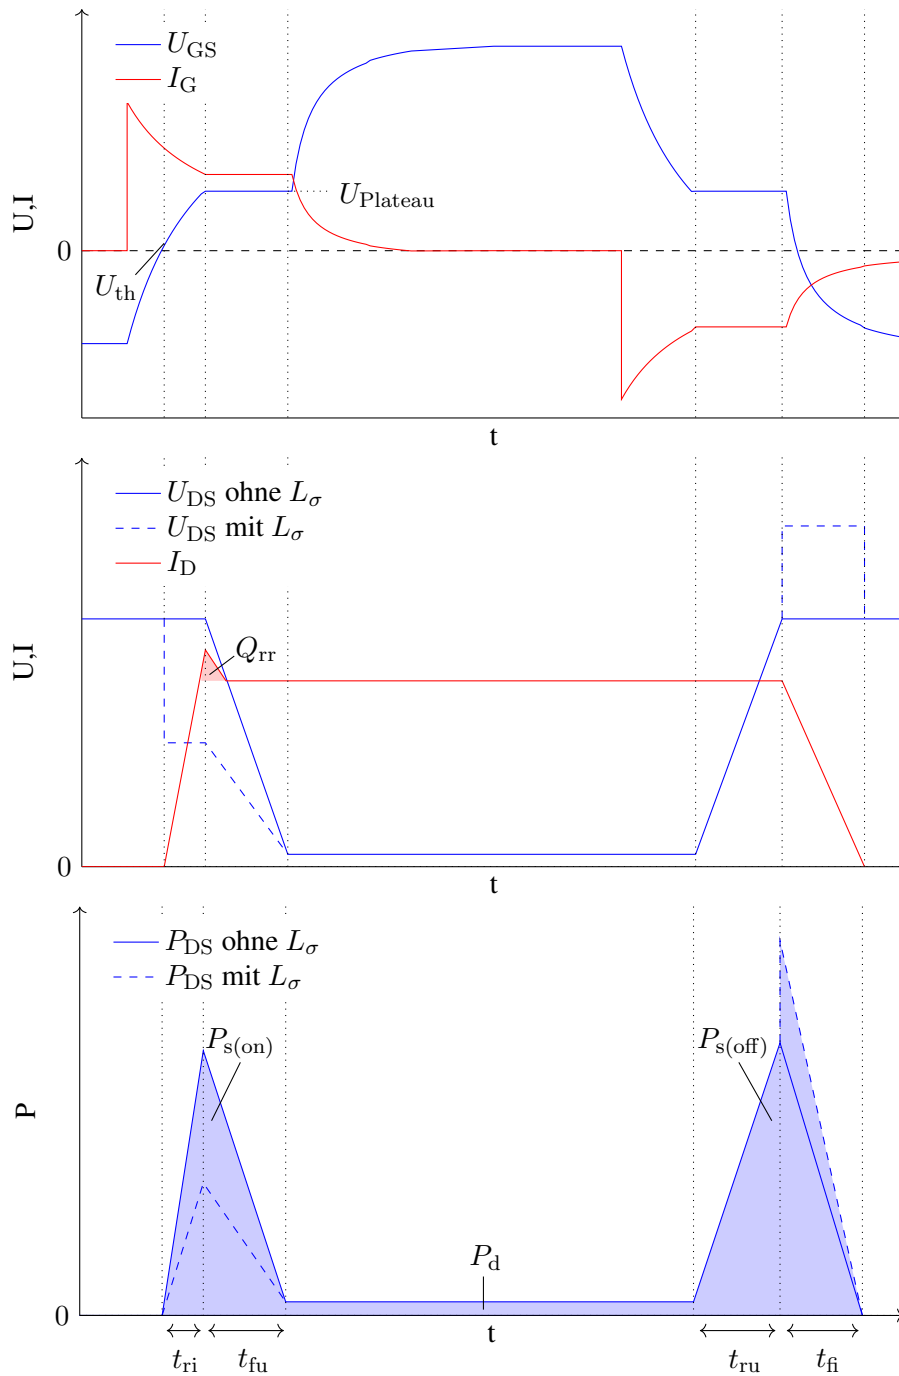 U_GS
I_G
U,I
U_Plateau
0
U_th
t
U_DS ohne L_σ
U_DS mit L_σ
I_D
U,I
Q_rr
0
t
P_DS ohne L_σ
P_DS mit L_σ
P_s(on)
P_s(off)
P
P_d
0
t
t_ri
t_fu
t_ru
t_fi